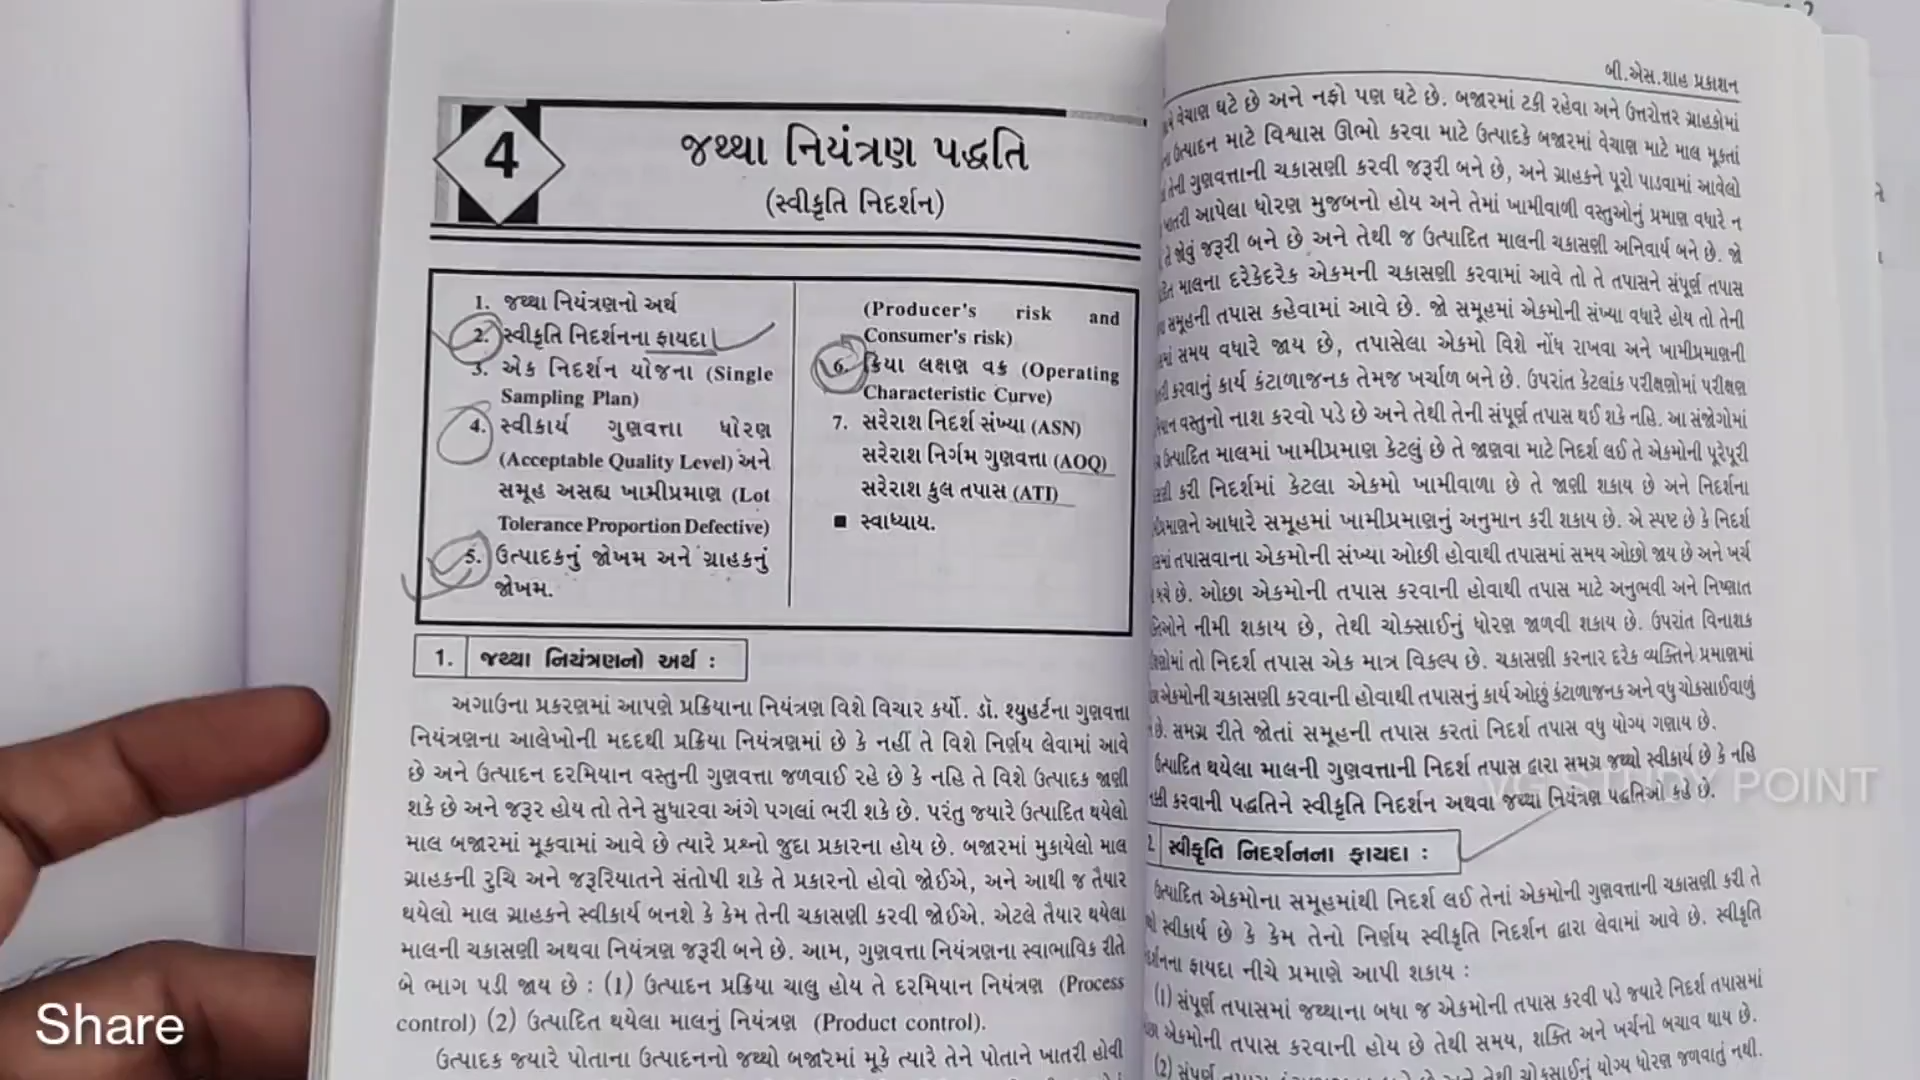 4
જથ્થા નિયંત્રણ પદ્ધતિ
(સ્વીકૃતિ નિદર્શન)
1. જથ્થા નિયંત્રણનો અર્થ
2. સ્વીકૃતિ નિદર્શનના ફાયદા
3. એક નિદર્શન યોજના (Single
Sampling Plan)
4. સ્વીકાર્ય ગુણવત્તા ધોરણ
(Acceptable Quality Level) અને
સમૂહ અસહ્ય ખામીપ્રમાણ (Lot
Tolerance Proportion Defective)
5. ઉત્પાદકનું જોખમ અને ગ્રાહકનું
જોખમ.
(Producer's risk and
Consumer's risk)
6. ક્રિયા લક્ષણ વક્ર (Operating
Characteristic Curve)
7. સરેરાશ નિદર્શ સંખ્યા (ASN)
સરેરાશ નિર્ગમ ગુણવત્તા (AOQ)
સરેરાશ કુલ તપાસ (ATI)
■ સ્વાધ્યાય.
1. જથ્થા નિયંત્રણનો અર્થ :
અગાઉના પ્રકરણમાં આપણે પ્રક્રિયાના નિયંત્રણ વિશે વિચાર કર્યો. ડૉ. શ્યુહર્ટના ગુણવત્તા
નિયંત્રણના આલેખોની મદદથી પ્રક્રિયા નિયંત્રણમાં છે કે નહીં તે વિશે નિર્ણય લેવામાં આવે
છે અને ઉત્પાદન દરમિયાન વસ્તુની ગુણવત્તા જળવાઈ રહે છે કે નહિ તે વિશે ઉત્પાદક જાણી
શકે છે અને જરૂર હોય તો તેને સુધારવા અંગે પગલાં ભરી શકે છે. પરંતુ જયારે ઉત્પાદિત થયેલો
માલ બજારમાં મૂકવામાં આવે છે ત્યારે પ્રશ્નો જુદા પ્રકારના હોય છે. બજારમાં મુકાયેલો માલ
ગ્રાહકની રુચિ અને જરૂરિયાતને સંતોષી શકે તે પ્રકારનો હોવો જોઈએ, અને આથી જ તૈયાર
થયેલો માલ ગ્રાહકને સ્વીકાર્ય બનશે કે કેમ તેની ચકાસણી કરવી જોઈએ. એટલે તૈયાર થયેલા
માલની ચકાસણી અથવા નિયંત્રણ જરૂરી બને છે. આમ, ગુણવત્તા નિયંત્રણના સ્વાભાવિક રીતે
બે ભાગ પડી જાય છે : (1) ઉત્પાદન પ્રક્રિયા ચાલુ હોય તે દરમિયાન નિયંત્રણ (Process
control) (2) ઉત્પાદિત થયેલા માલનું નિયંત્રણ (Product control).
ઉત્પાદક જયારે પોતાના ઉત્પાદનનો જથ્થો બજારમાં મૂકે ત્યારે તેને પોતાને ખાતરી હોવી
બી.એસ.શાહ પ્રકાશન
વેચાણ ઘટે છે અને નફો પણ ઘટે છે. બજારમાં ટકી રહેવા અને ઉત્તરોત્તર ગ્રાહકોમાં
ઉત્પાદન માટે વિશ્વાસ ઊભો કરવા માટે ઉત્પાદકે બજારમાં વેચાણ માટે માલ મૂકતાં
તેની ગુણવત્તાની ચકાસણી કરવી જરૂરી બને છે, અને ગ્રાહકને પૂરો પાડવામાં આવેલો
આપેલા ધોરણ મુજબનો હોય અને તેમાં ખામીવાળી વસ્તુઓનું પ્રમાણ વધારે ન
તે જોવું જરૂરી બને છે અને તેથી જ ઉત્પાદિત માલની ચકાસણી અનિવાર્ય બને છે. જો
માલના દરેકેદરેક એકમની ચકાસણી કરવામાં આવે તો તે તપાસને સંપૂર્ણ તપાસ
સમૂહની તપાસ કહેવામાં આવે છે. જો સમૂહમાં એકમોની સંખ્યા વધારે હોય તો તેની
સમય વધારે જાય છે, તપાસેલા એકમો વિશે નોંધ રાખવા અને ખામીપ્રમાણની
કરવાનું કાર્ય કંટાળાજનક તેમજ ખર્ચાળ બને છે. ઉપરાંત કેટલાંક પરીક્ષણોમાં પરીક્ષણ
વસ્તુનો નાશ કરવો પડે છે અને તેથી તેની સંપૂર્ણ તપાસ થઈ શકે નહિ. આ સંજોગોમાં
ઉત્પાદિત માલમાં ખામીપ્રમાણ કેટલું છે તે જાણવા માટે નિદર્શ લઈ તે એકમોની પૂરેપૂરી
કરી નિદર્શમાં કેટલા એકમો ખામીવાળા છે તે જાણી શકાય છે અને નિદર્શના
આધારે સમૂહમાં ખામીપ્રમાણનું અનુમાન કરી શકાય છે. એ સ્પષ્ટ છે કે નિદર્શ
તપાસવાના એકમોની સંખ્યા ઓછી હોવાથી તપાસમાં સમય ઓછો જાય છે અને ખર્ચ
છે. ઓછા એકમોની તપાસ કરવાની હોવાથી તપાસ માટે અનુભવી અને નિષ્ણાત
નીમી શકાય છે, તેથી ચોક્સાઈનું ધોરણ જાળવી શકાય છે. ઉપરાંત વિનાશક
તો નિદર્શ તપાસ એક માત્ર વિકલ્પ છે. ચકાસણી કરનાર દરેક વ્યક્તિને પ્રમાણમાં
એકમોની ચકાસણી કરવાની હોવાથી તપાસનું કાર્ય ઓછું કંટાળાજનક અને વધુ ચોકસાઈવાળું
છે. સમગ્ર રીતે જોતાં સમૂહની તપાસ કરતાં નિદર્શ તપાસ વધુ યોગ્ય ગણાય છે.
ઉત્પાદિત થયેલા માલની ગુણવત્તાની નિદર્શ તપાસ દ્વારા સમગ્ર જથ્થો સ્વીકાર્ય છે કે નહિ
કરવાની પદ્ધતિને સ્વીકૃતિ નિદર્શન અથવા જથ્થા નિયંત્રણ પદ્ધતિઓ કહે છે.
VG STUDY POINT
2. સ્વીકૃતિ નિદર્શનના ફાયદા :
ઉત્પાદિત એકમોના સમૂહમાંથી નિદર્શ લઈ તેનાં એકમોની ગુણવત્તાની ચકાસણી કરી તે
સ્વીકાર્ય છે કે કેમ તેનો નિર્ણય સ્વીકૃતિ નિદર્શન દ્વારા લેવામાં આવે છે. સ્વીકૃતિ
ફાયદા નીચે પ્રમાણે આપી શકાય :
(1) સંપૂર્ણ તપાસમાં જથ્થાના બધા જ એકમોની તપાસ કરવી પડે જ્યારે નિદર્શ તપાસમાં
એકમોની તપાસ કરવાની હોય છે તેથી સમય, શક્તિ અને ખર્ચનો બચાવ થાય છે.
(2) ચોકસાઈનું યોગ્ય ધોરણ જળવાતું નથી.
Share